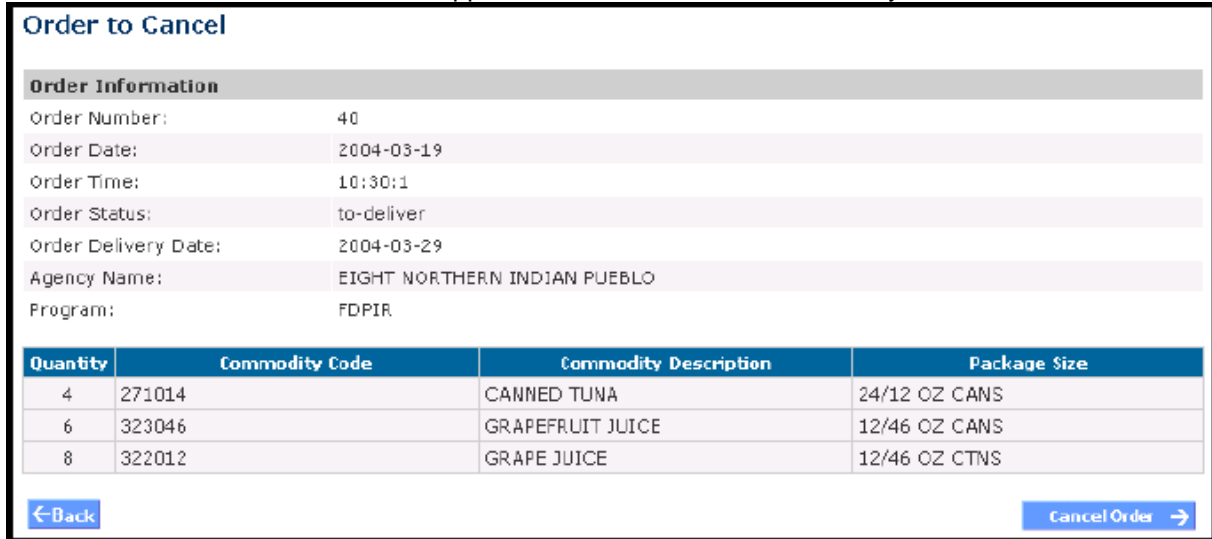 Order to Cancel
Order Information
Order Number: 40
Order Date: 2004-03-19
Order Time: 10:30:1
Order Status: to-deliver
Order Delivery Date: 2004-03-29
Agency Name: EIGHT NORTHERN INDIAN PUEBLO
Program: FDPIR
Quantity Commodity Code Commodity Description Package Size
4 271014 CANNED TUNA 24/12 OZ CANS
6 323046 GRAPEFRUIT JUICE 12/46 OZ CANS
8 322012 GRAPE JUICE 12/46 OZ CTNS
←Back Cancel Order →